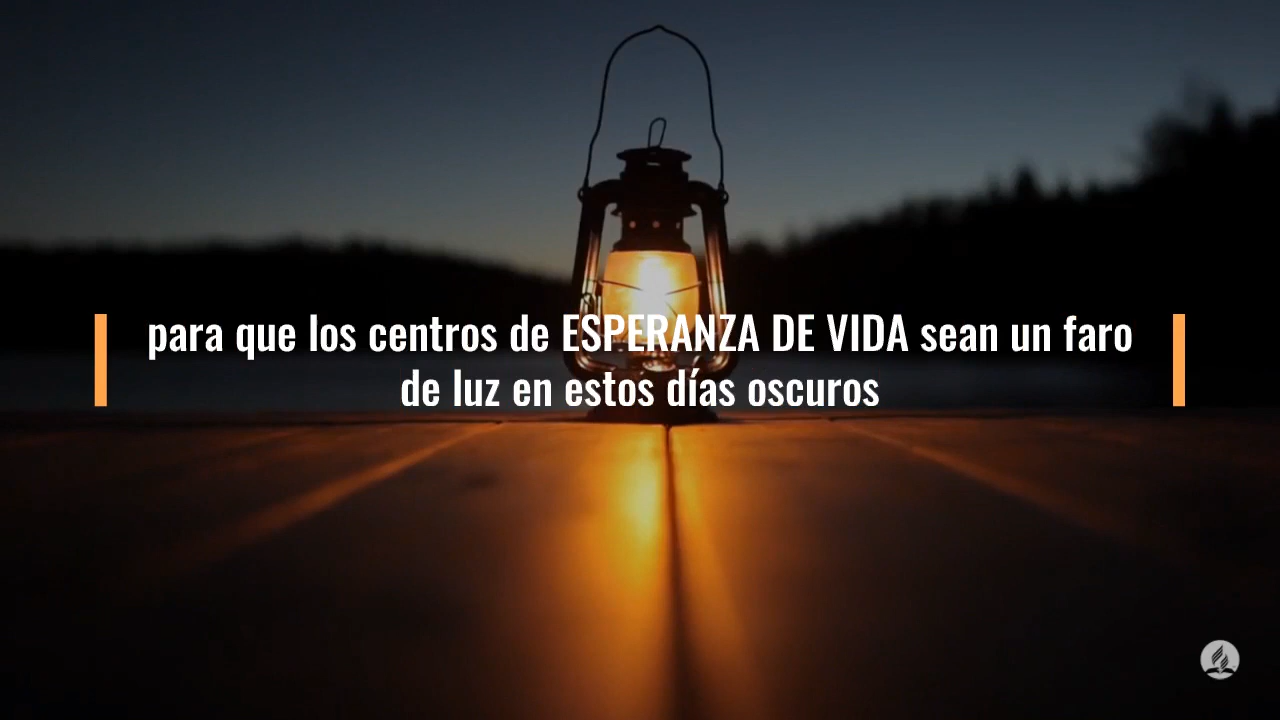 para que los centros de ESPERANZA DE VIDA sean un faro
de luz en estos días oscuros